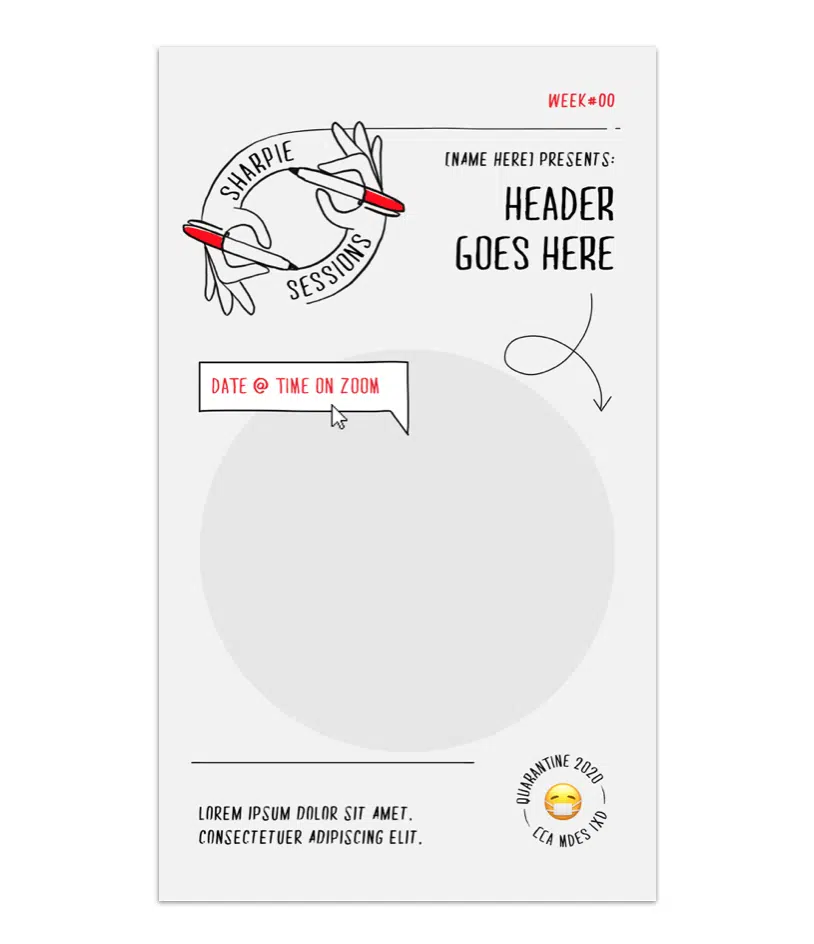 WEEK#00
SHARPIE
SESSIONS
[NAME HERE] PRESENTS:
HEADER
GOES HERE
DATE @ TIME ON ZOOM
LOREM IPSUM DOLOR SIT AMET,
CONSECTETUER ADIPISCING ELIT.
QUARANTINE 2020
CCA MDES IXD